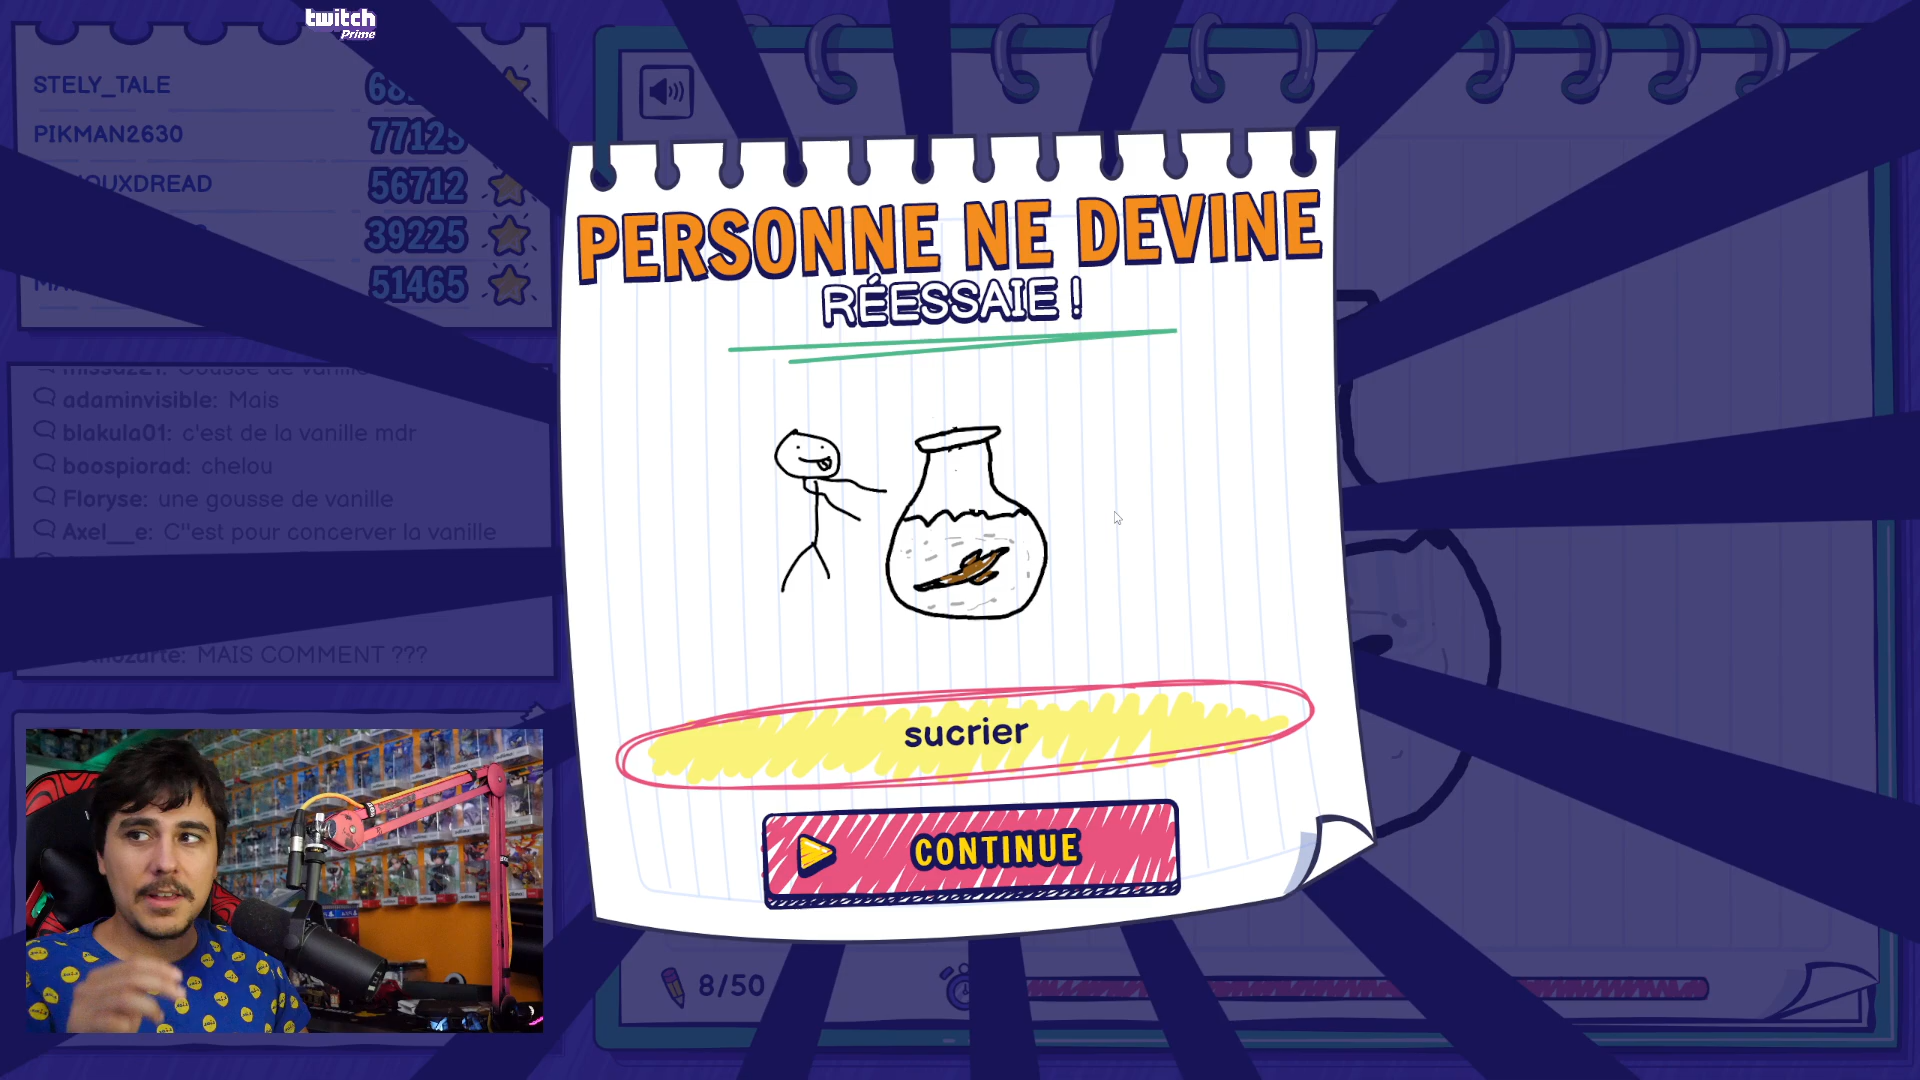 twitch
Prime
STELY_TALE
PIKMAN2630 77125
OUXDREAD 56712
39225
51465
adaminvisible: Mais
blakula01: c'est de la vanille mdr
boospiorad: chelou
Floryse: une gousse de vanille
Axel__e: C''est pour concerver la vanille
MAIS COMMENT ???
PERSONNE NE DEVINE
RÉESSAIE !
sucrier
CONTINUE
8/50